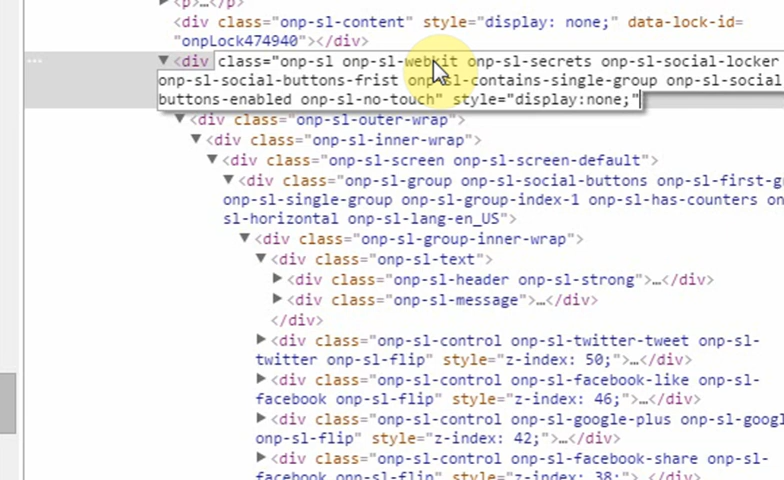 <p>…</p>
<div class="onp-sl-content" style="display: none;" data-lock-id=
"onpLock474940"></div>
<div class="onp-sl onp-sl-webkit onp-sl-secrets onp-sl-social-locker
onp-sl-social-buttons-frist onp-sl-contains-single-group onp-sl-social
buttons-enabled onp-sl-no-touch" style="display:none;"
<div class="onp-sl-outer-wrap">
<div class="onp-sl-inner-wrap">
<div class="onp-sl-screen onp-sl-screen-default">
<div class="onp-sl-group onp-sl-social-buttons onp-sl-first-g
onp-sl-single-group onp-sl-group-index-1 onp-sl-has-counters on
sl-horizontal onp-sl-lang-en_US">
<div class="onp-sl-group-inner-wrap">
<div class="onp-sl-text">
<div class="onp-sl-header onp-sl-strong">…</div>
<div class="onp-sl-message">…</div>
</div>
<div class="onp-sl-control onp-sl-twitter-tweet onp-sl-
twitter onp-sl-flip" style="z-index: 50;">…</div>
<div class="onp-sl-control onp-sl-facebook-like onp-sl-
facebook onp-sl-flip" style="z-index: 46;">…</div>
<div class="onp-sl-control onp-sl-google-plus onp-sl-goog
onp-sl-flip" style="z-index: 42;">…</div>
<div class="onp-sl-control onp-sl-facebook-share onp-sl-
facebook onp-sl-flip" style="z-index: 38;">…</div>